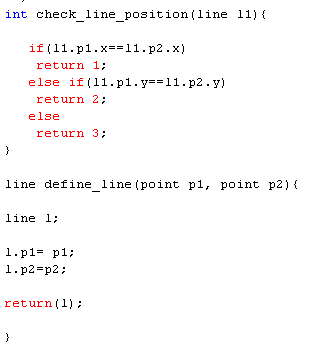 int check_line_position(line l1){
if(l1.p1.x==l1.p2.x)
return 1;
else if(l1.p1.y==l1.p2.y)
return 2;
else
return 3;
}
line define_line(point p1, point p2){
line l;
l.p1= p1;
l.p2=p2;
return(l);
}